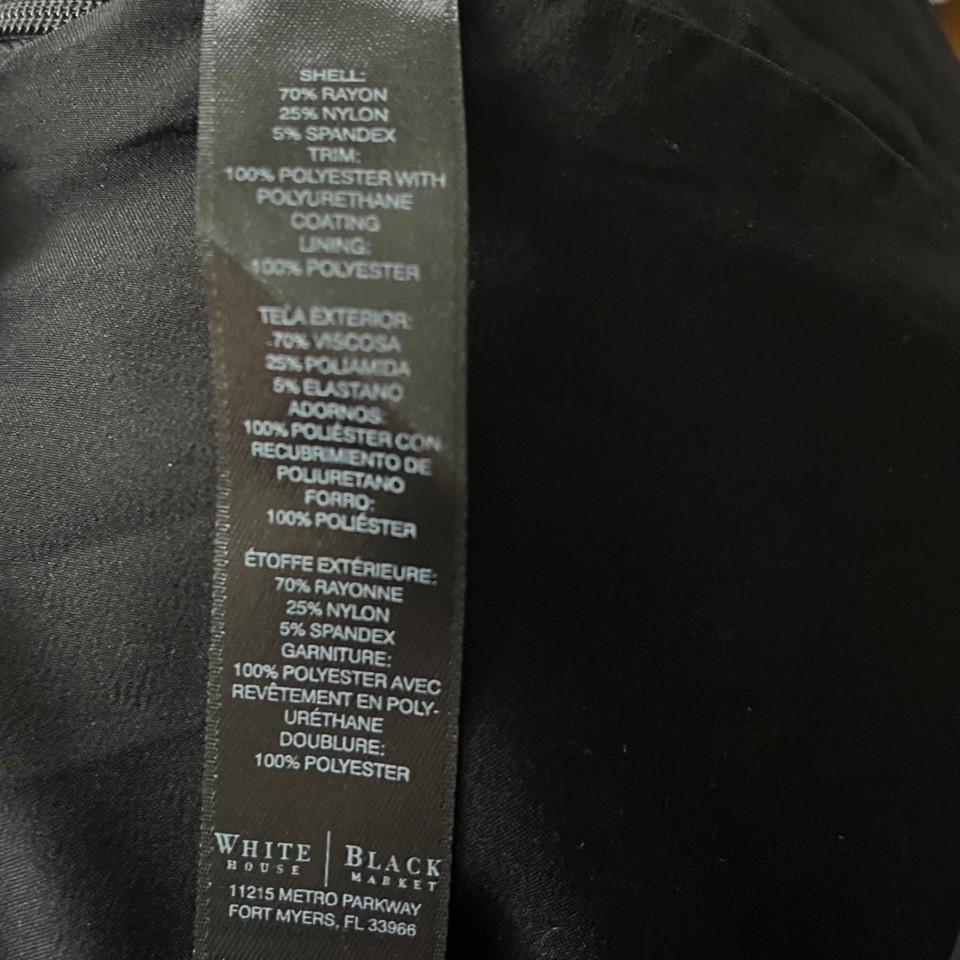 SHELL:
70% RAYON
25% NYLON
5% SPANDEX
TRIM:
100% POLYESTER WITH
POLYURETHANE
COATING
LINING:
100% POLYESTER
TELA EXTERIOR:
70% VISCOSA
25% POLIAMIDA
5% ELASTANO
ADORNOS:
100% POLIÉSTER CON
RECUBRIMIENTO DE
POLIURETANO
FORRO:
100% POLIÉSTER
ÉTOFFE EXTÉRIEURE:
70% RAYONNE
25% NYLON
5% SPANDEX
GARNITURE:
100% POLYESTER AVEC
REVÊTEMENT EN POLY-
URÉTHANE
DOUBLURE:
100% POLYESTER
WHITE | BLACK
HOUSE MARKET
11215 METRO PARKWAY
FORT MYERS, FL 33966